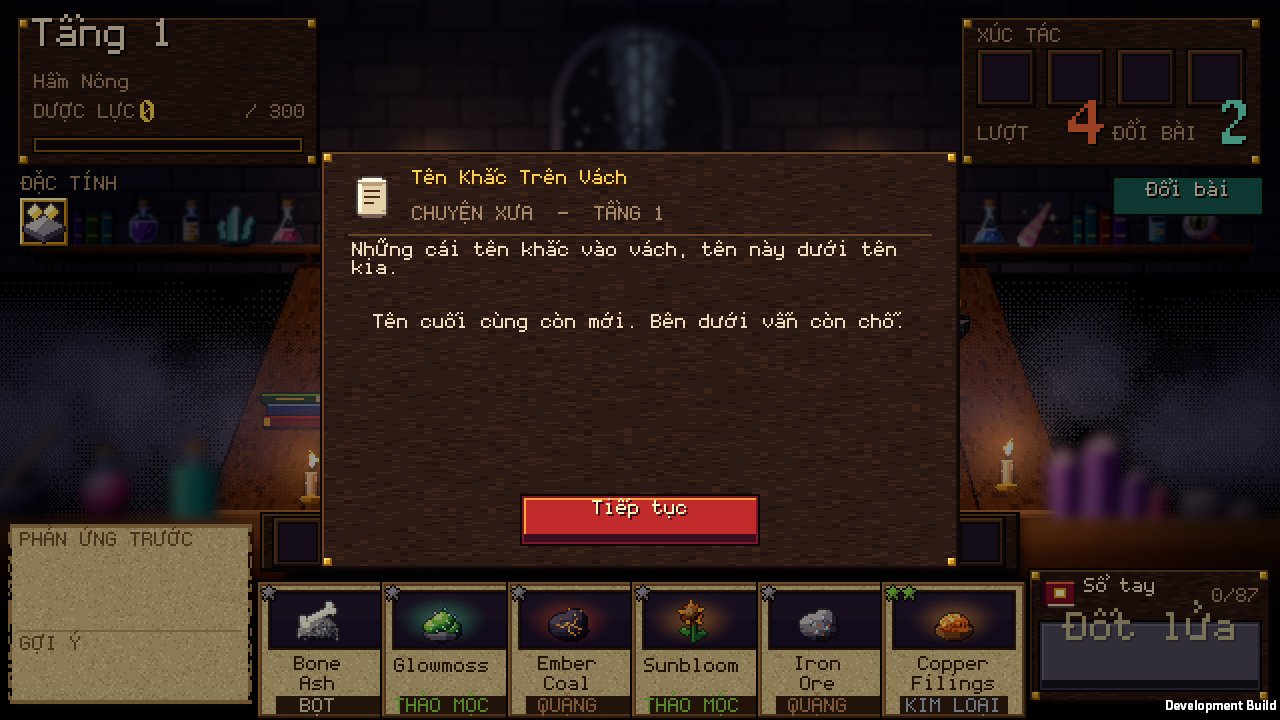 Tầng 1
Hầm Nông
DƯỢC LỰC 0 / 300
ĐẶC TÍNH
XÚC TÁC
LƯỢT 4 ĐỔI BÀI 2
Đổi bài
Tên Khắc Trên Vách
CHUYỆN XƯA – TẦNG 1
Những cái tên khắc vào vách, tên này dưới tên
kia.
Tên cuối cùng còn mới. Bên dưới vẫn còn chỗ.
Tiếp tục
PHẢN ỨNG TRƯỚC
GỢI Ý
Bone
Ash
BỘT
Glowmoss
THẢO MỘC
Ember
Coal
QUẶNG
Sunbloom
THẢO MỘC
Iron
Ore
QUẶNG
Copper
Filings
KIM LOẠI
Sổ tay
0/87
Đốt lửa
Development Build